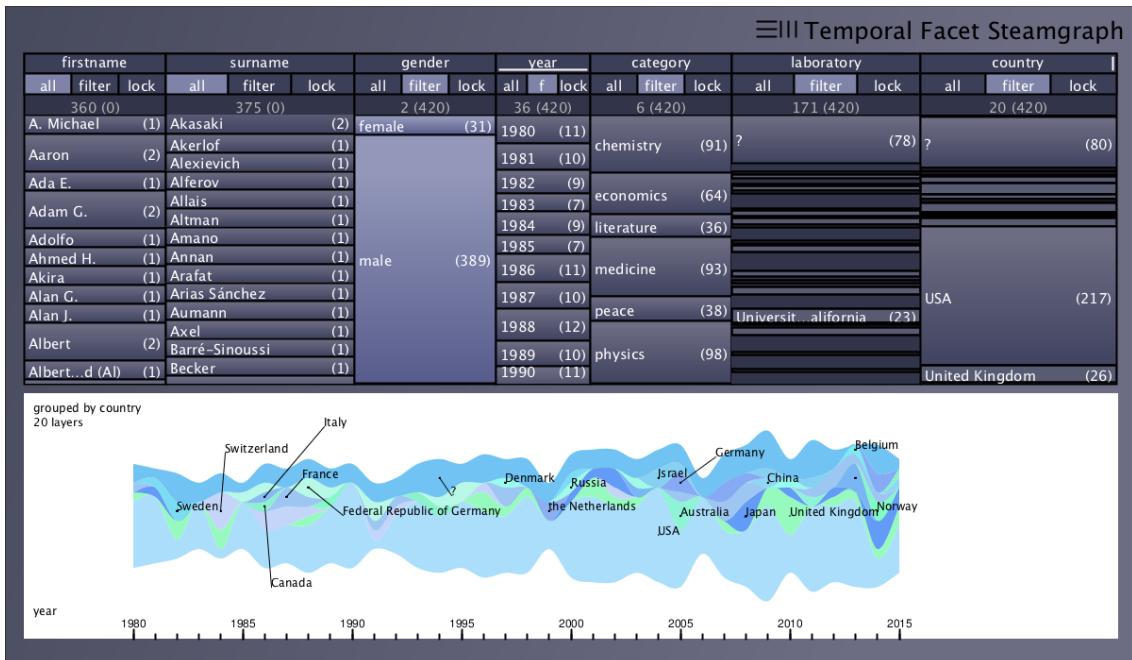 Temporal Facet Steamgraph
firstname surname gender year category laboratory country
all filter lock all filter lock all filter lock all f lock all filter lock all filter lock all filter lock
360 (0) 375 (0) 2 (420) 36 (420) 6 (420) 171 (420) 20 (420)
A. Michael (1)
Aaron (2)
Ada E. (1)
Adam G. (2)
Adolfo (1)
Ahmed H. (1)
Akira (1)
Alan G. (1)
Alan J. (1)
Albert (2)
Albert...d (Al) (1)
Akasaki (2)
Akerlof (1)
Alexievich (1)
Alferov (1)
Allais (1)
Altman (1)
Amano (1)
Annan (1)
Arafat (1)
Arias Sánchez (1)
Aumann (1)
Axel (1)
Barré-Sinoussi (1)
Becker (1)
female (31)
male (389)
1980 (11)
1981 (10)
1982 (9)
1983 (7)
1984 (9)
1985 (7)
1986 (11)
1987 (10)
1988 (12)
1989 (10)
1990 (11)
chemistry (91)
economics (64)
literature (36)
medicine (93)
peace (38)
physics (98)
? (78)
Universit...alifornia (23)
? (80)
USA (217)
United Kingdom (26)
grouped by country
20 layers
Italy
Switzerland
France
Sweden
Federal Republic of Germany
Canada
?
Denmark
Russia
the Netherlands
Israel
Germany
Australia
USA
Belgium
China
Japan
United Kingdom
Norway
year
1980 1985 1990 1995 2000 2005 2010 2015